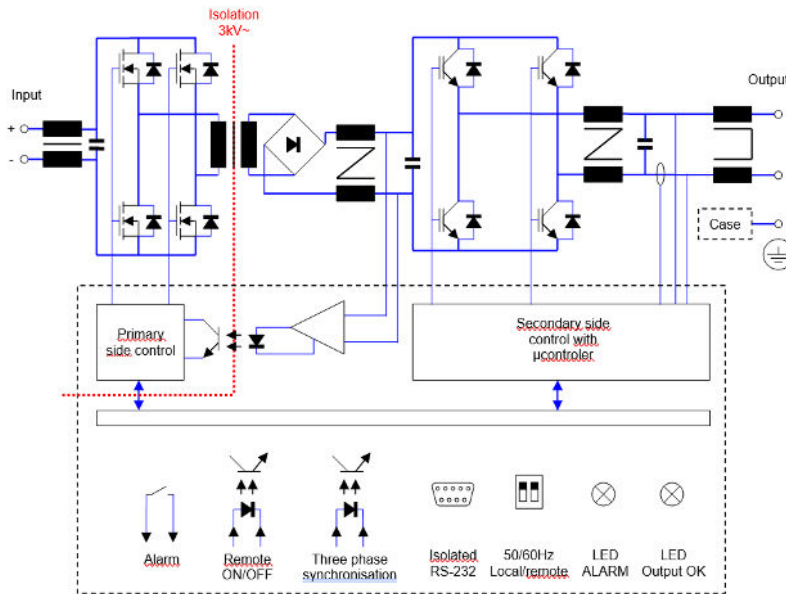 Isolation
3kV~
Input
Output
+
-
Case
Primary
side control
Secondary side
control with
µcontroler
Alarm
Remote
ON/OFF
Three phase
synchronisation
Isolated
RS-232
50/60Hz
Local/remote
LED
ALARM
LED
Output OK